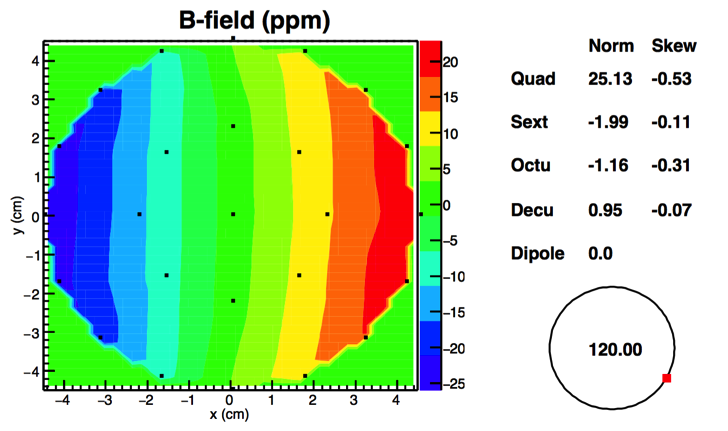 B-field (ppm)
4
3
2
1
0
−1
−2
−3
−4
y (cm)
−4 −3 −2 −1 0 1 2 3 4
x (cm)
20
15
10
5
0
−5
−10
−15
−20
−25
Norm Skew
Quad 25.13 -0.53
Sext -1.99 -0.11
Octu -1.16 -0.31
Decu 0.95 -0.07
Dipole 0.0
120.00